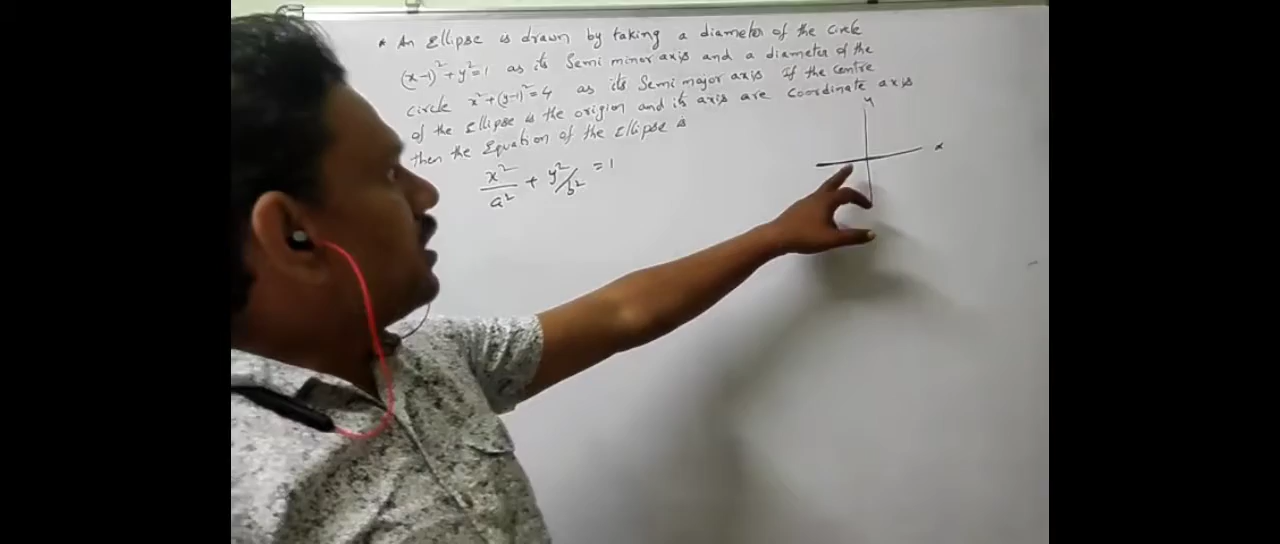 * An Ellipse is drawn by taking a diameter of the circle
(x-1)²+y²=1 as its Semi minor axis and a diameter of the
circle x²+(y-1)²=4 as its Semi major axis If the centre
of the Ellipse is the origion and its axis are coordinate axis
then the Equation of the Ellipse is
x²/a² + y²/b² = 1
y
x